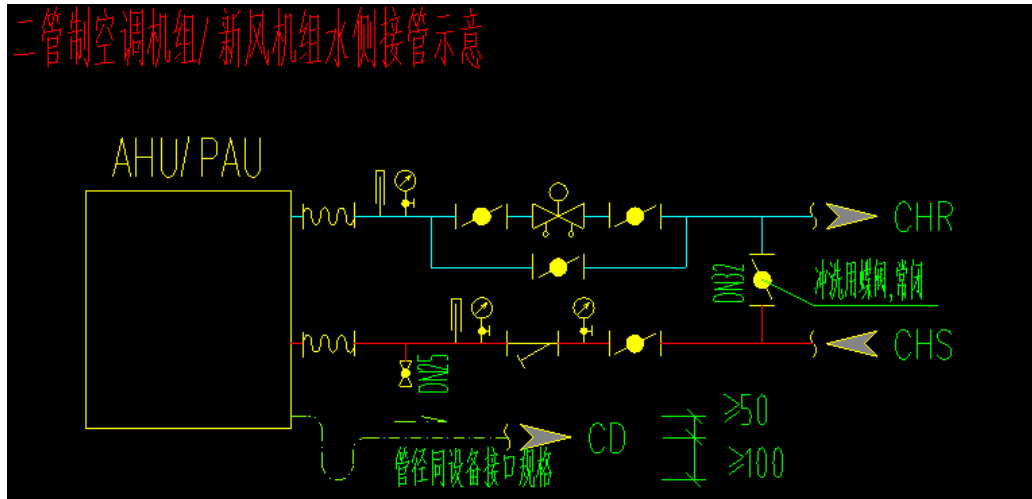 二管制空调机组/新风机组水侧接管示意
AHU/PAU
CHR
DN32
冲洗用蝶阀,常闭
CHS
DN25
≥50
CD
管径同设备接口规格
≥100